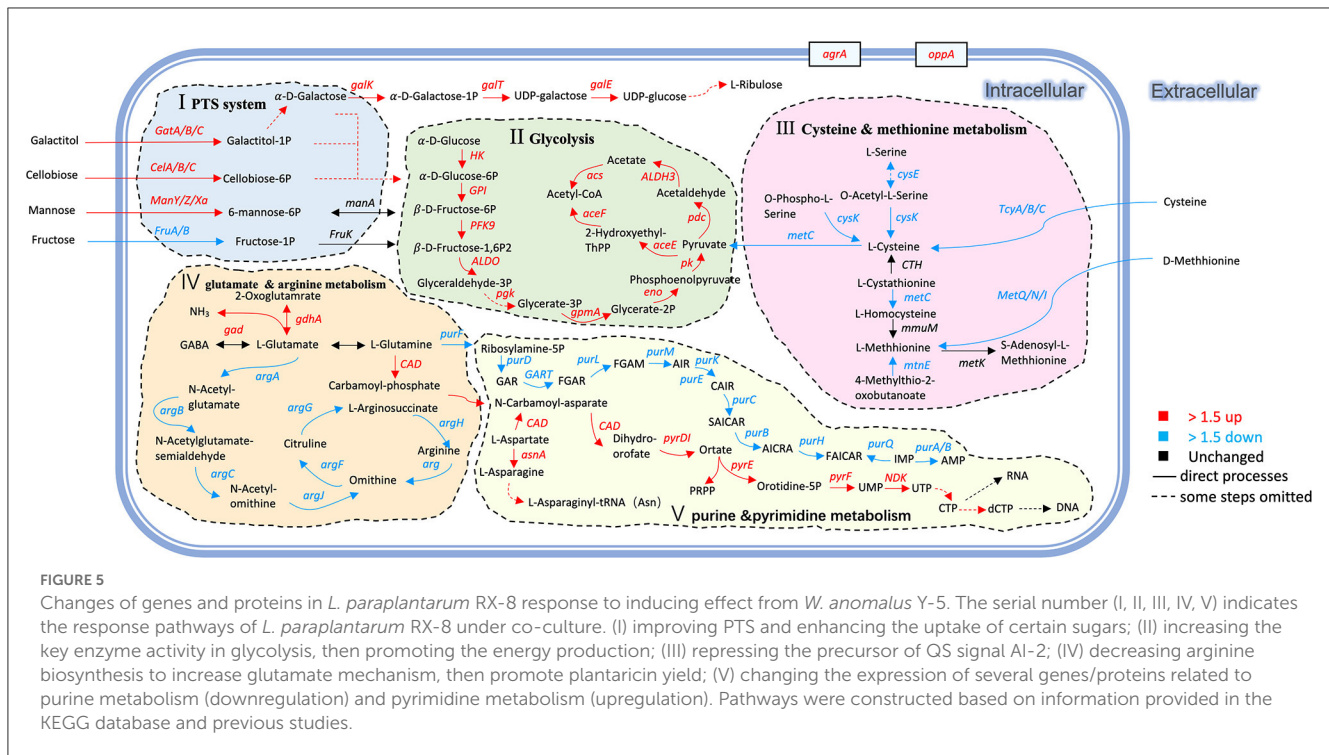 agrA
oppA
Intracellular
Extracellular
I PTS system
α-D-Galactose
galK
α-D-Galactose-1P
galT
UDP-galactose
galE
UDP-glucose
L-Ribulose
Galactitol
GatA/B/C
Galactitol-1P
Cellobiose
CelA/B/C
Cellobiose-6P
Mannose
ManY/Z/Xa
6-mannose-6P
manA
Fructose
FruA/B
Fructose-1P
FruK
II Glycolysis
α-D-Glucose
HK
α-D-Glucose-6P
GPI
β-D-Fructose-6P
PFK9
β-D-Fructose-1,6P2
ALDO
Glyceraldehyde-3P
pgk
Glycerate-3P
gpmA
Glycerate-2P
eno
Phosphoenolpyruvate
pk
Pyruvate
pdc
Acetaldehyde
ALDH3
Acetate
acs
Acetyl-CoA
aceF
2-Hydroxyethyl-
ThPP
aceE
III Cysteine & methionine metabolism
L-Serine
cysE
O-Acetyl-L-Serine
O-Phospho-L-
Serine
cysK
cysK
L-Cysteine
metC
CTH
L-Cystathionine
metC
L-Homocysteine
mmuM
L-Methionine
metK
S-Adenosyl-L-
Methhionine
mtnE
4-Methylthio-2-
oxobutanoate
TcyA/B/C
Cysteine
D-Methhionine
MetQ/N/I
IV glutamate & arginine metabolism
2-Oxoglutamrate
NH3
gdhA
gad
GABA
L-Glutamate
L-Glutamine
purF
CAD
Carbamoyl-phosphate
argA
N-Acetyl-
glutamate
argB
N-Acetylglutamate-
semialdehyde
argC
N-Acetyl-
ornithine
argJ
Ornithine
argF
Citruline
argG
L-Arginosuccinate
argH
Arginine
arg
Ribosylamine-5P
purD
GAR
GART
FGAR
purL
FGAM
purM
AIR
purK
purE
CAIR
purC
SAICAR
purB
AICRA
purH
FAICAR
purQ
IMP
purA/B
AMP
N-Carbamoyl-asparate
CAD
L-Aspartate
asnA
L-Asparagine
L-Asparaginyl-tRNA (Asn)
CAD
Dihydro-
orofate
pyrDI
Ortate
pyrE
PRPP
Orotidine-5P
pyrF
UMP
NDK
UTP
CTP
dCTP
RNA
DNA
V purine &pyrimidine metabolism
> 1.5 up
> 1.5 down
Unchanged
direct processes
some steps omitted
FIGURE 5
Changes of genes and proteins in L. paraplantarum RX-8 response to inducing effect from W. anomalus Y-5. The serial number (I, II, III, IV, V) indicates
the response pathways of L. paraplantarum RX-8 under co-culture. (I) improving PTS and enhancing the uptake of certain sugars; (II) increasing the
key enzyme activity in glycolysis, then promoting the energy production; (III) repressing the precursor of QS signal AI-2; (IV) decreasing arginine
biosynthesis to increase glutamate mechanism, then promote plantaricin yield; (V) changing the expression of several genes/proteins related to
purine metabolism (downregulation) and pyrimidine metabolism (upregulation). Pathways were constructed based on information provided in the
KEGG database and previous studies.